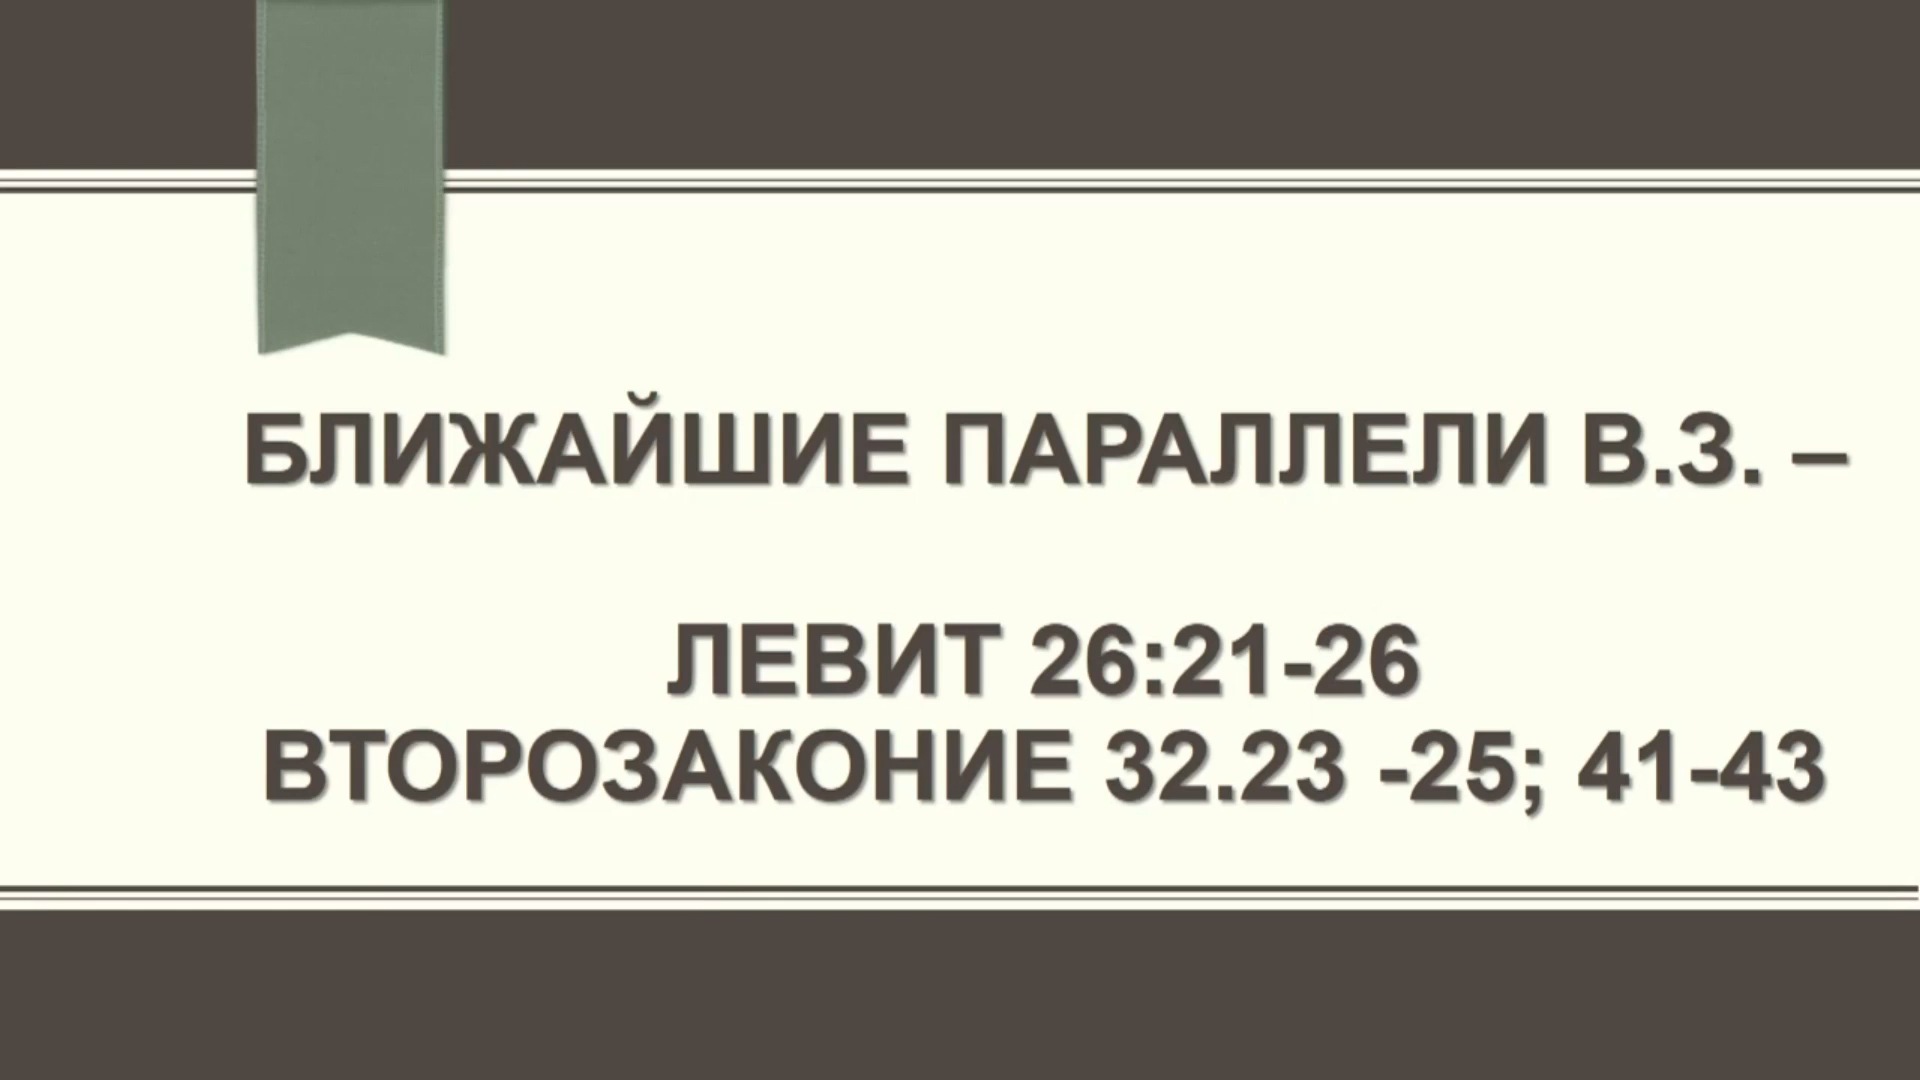 БЛИЖАЙШИЕ ПАРАЛЛЕЛИ В.З. –
ЛЕВИТ 26:21-26
ВТОРОЗАКОНИЕ 32.23 -25; 41-43